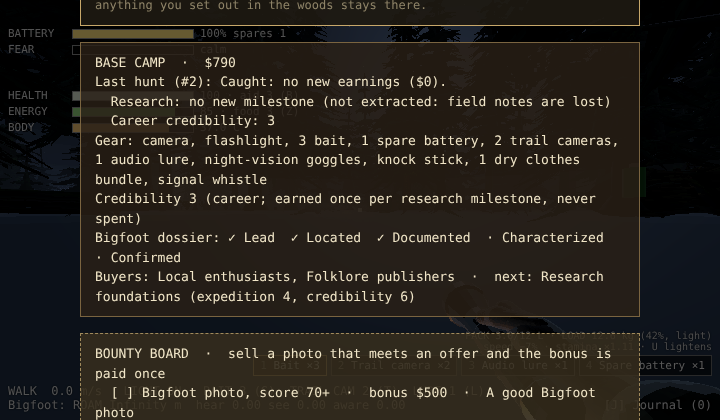 anything you set out in the woods stays there.
BATTERY 100% spares 1
FEAR calm
HEALTH
ENERGY
BODY
BASE CAMP · $790
Last hunt (#2): Caught: no new earnings ($0).
Research: no new milestone (not extracted: field notes are lost)
Career credibility: 3
Gear: camera, flashlight, 3 bait, 1 spare battery, 2 trail cameras,
1 audio lure, night-vision goggles, knock stick, 1 dry clothes
bundle, signal whistle
Credibility 3 (career; earned once per research milestone, never
spent)
Bigfoot dossier: ✓ Lead ✓ Located ✓ Documented · Characterized
· Confirmed
Buyers: Local enthusiasts, Folklore publishers · next: Research
foundations (expedition 4, credibility 6)
(42%, light)
U lightens
BOUNTY BOARD · sell a photo that meets an offer and the bonus is
paid once
1 Bait ×3 2 Trail camera ×2 3 Audio lure ×1 4 Spare battery ×1
[ ] Bigfoot photo, score 70+ · bonus $500 · A good Bigfoot
photo
WALK 0.0
Bigfoot:
journal (0)